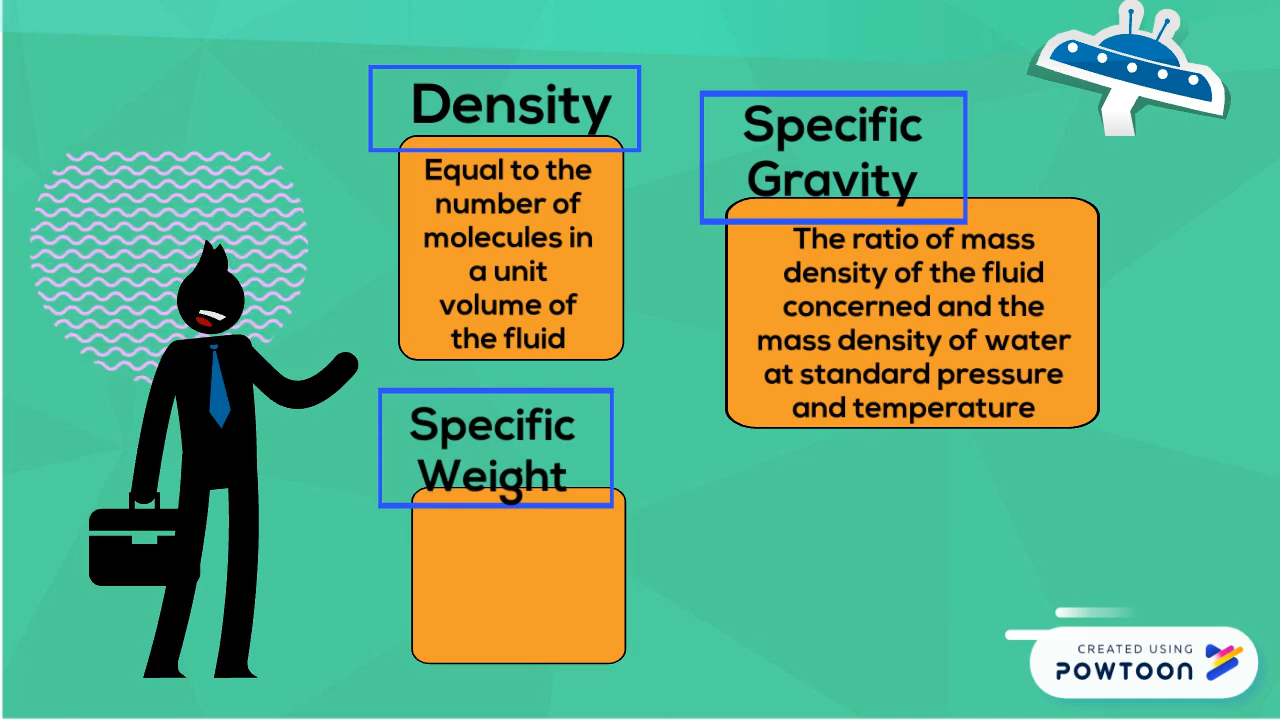 Density
Equal to the
number of
molecules in
a unit
volume of
the fluid
Specific
Gravity
The ratio of mass
density of the fluid
concerned and the
mass density of water
at standard pressure
and temperature
Specific
Weight
CREATED USING
POWTOON